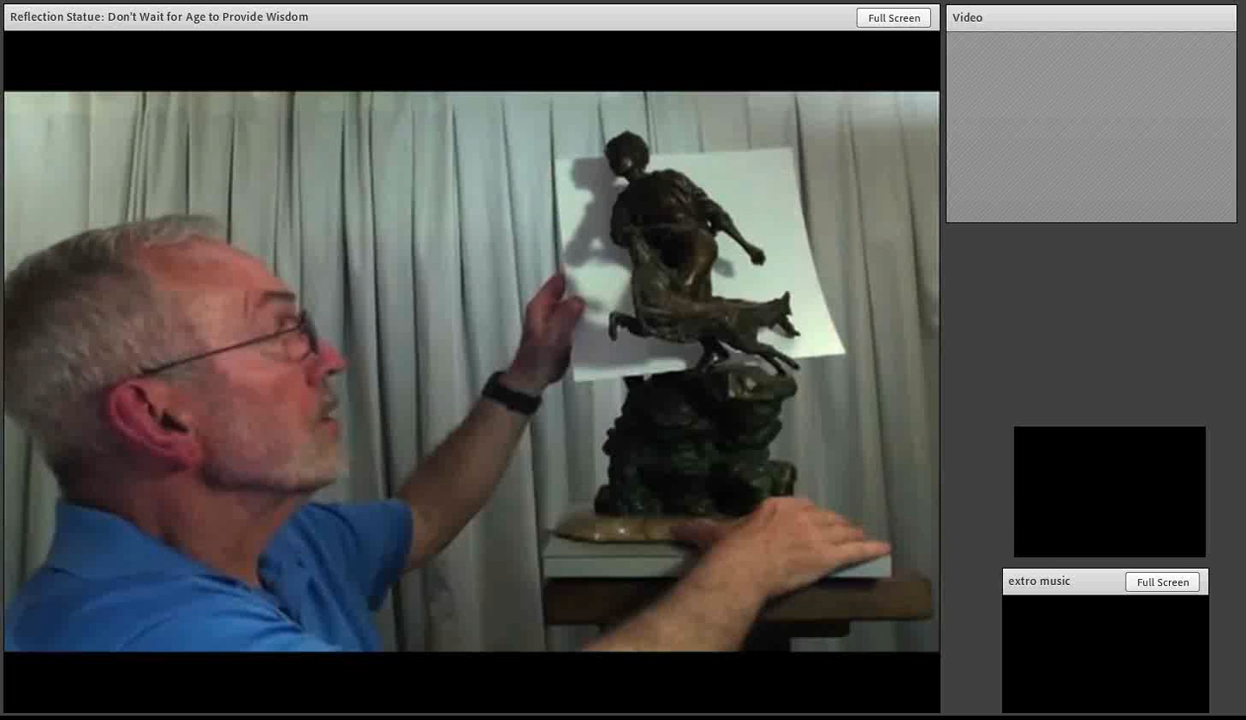 Reflection Statue: Don't Wait for Age to Provide Wisdom
Full Screen
Video
extro music
Full Screen